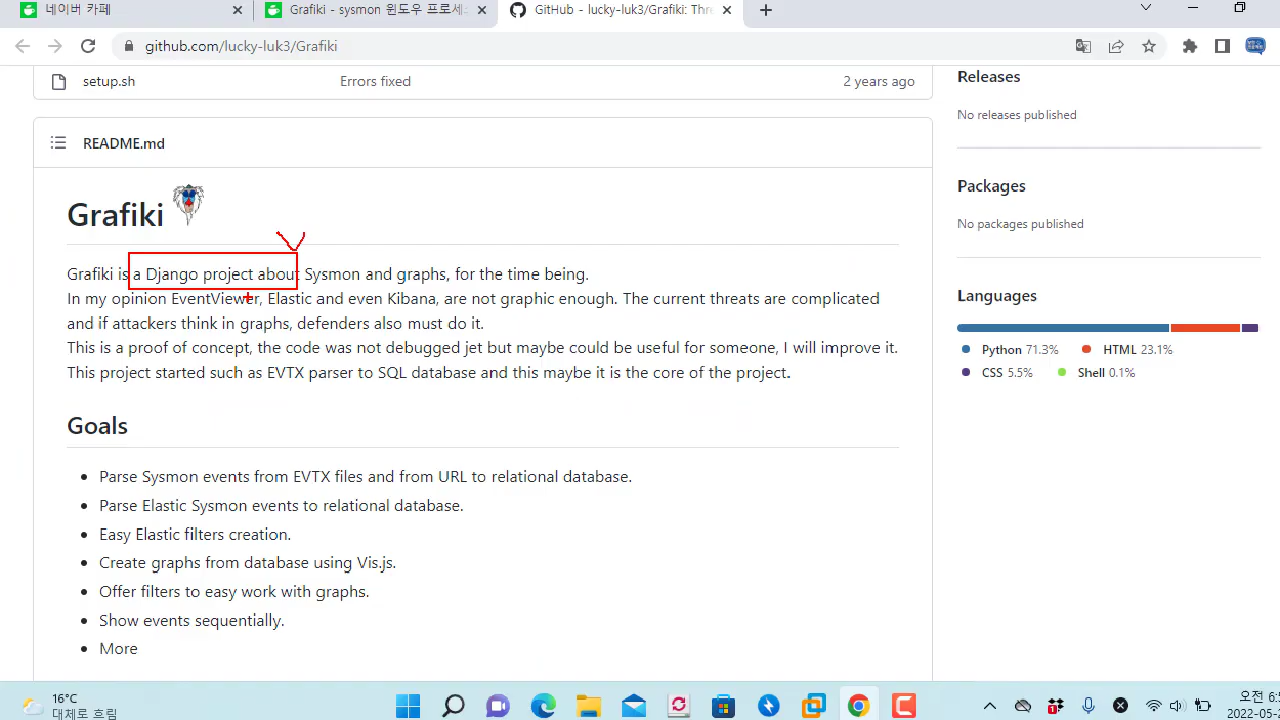 네이버 카페
Grafiki - sysmon 윈도우 프로세
GitHub - lucky-luk3/Grafiki: Thre
github.com/lucky-luk3/Grafiki
setup.sh
Errors fixed
2 years ago
README.md
Grafiki
Grafiki is a Django project about Sysmon and graphs, for the time being.
In my opinion EventViewer, Elastic and even Kibana, are not graphic enough. The current threats are complicated
and if attackers think in graphs, defenders also must do it.
This is a proof of concept, the code was not debugged jet but maybe could be useful for someone, I will improve it.
This project started such as EVTX parser to SQL database and this maybe it is the core of the project.
Goals
Parse Sysmon events from EVTX files and from URL to relational database.
Parse Elastic Sysmon events to relational database.
Easy Elastic filters creation.
Create graphs from database using Vis.js.
Offer filters to easy work with graphs.
Show events sequentially.
More
Releases
No releases published
Packages
No packages published
Languages
Python 71.3%
HTML 23.1%
CSS 5.5%
Shell 0.1%
16°C
대체로 흐림
오전 6:
2022-05-